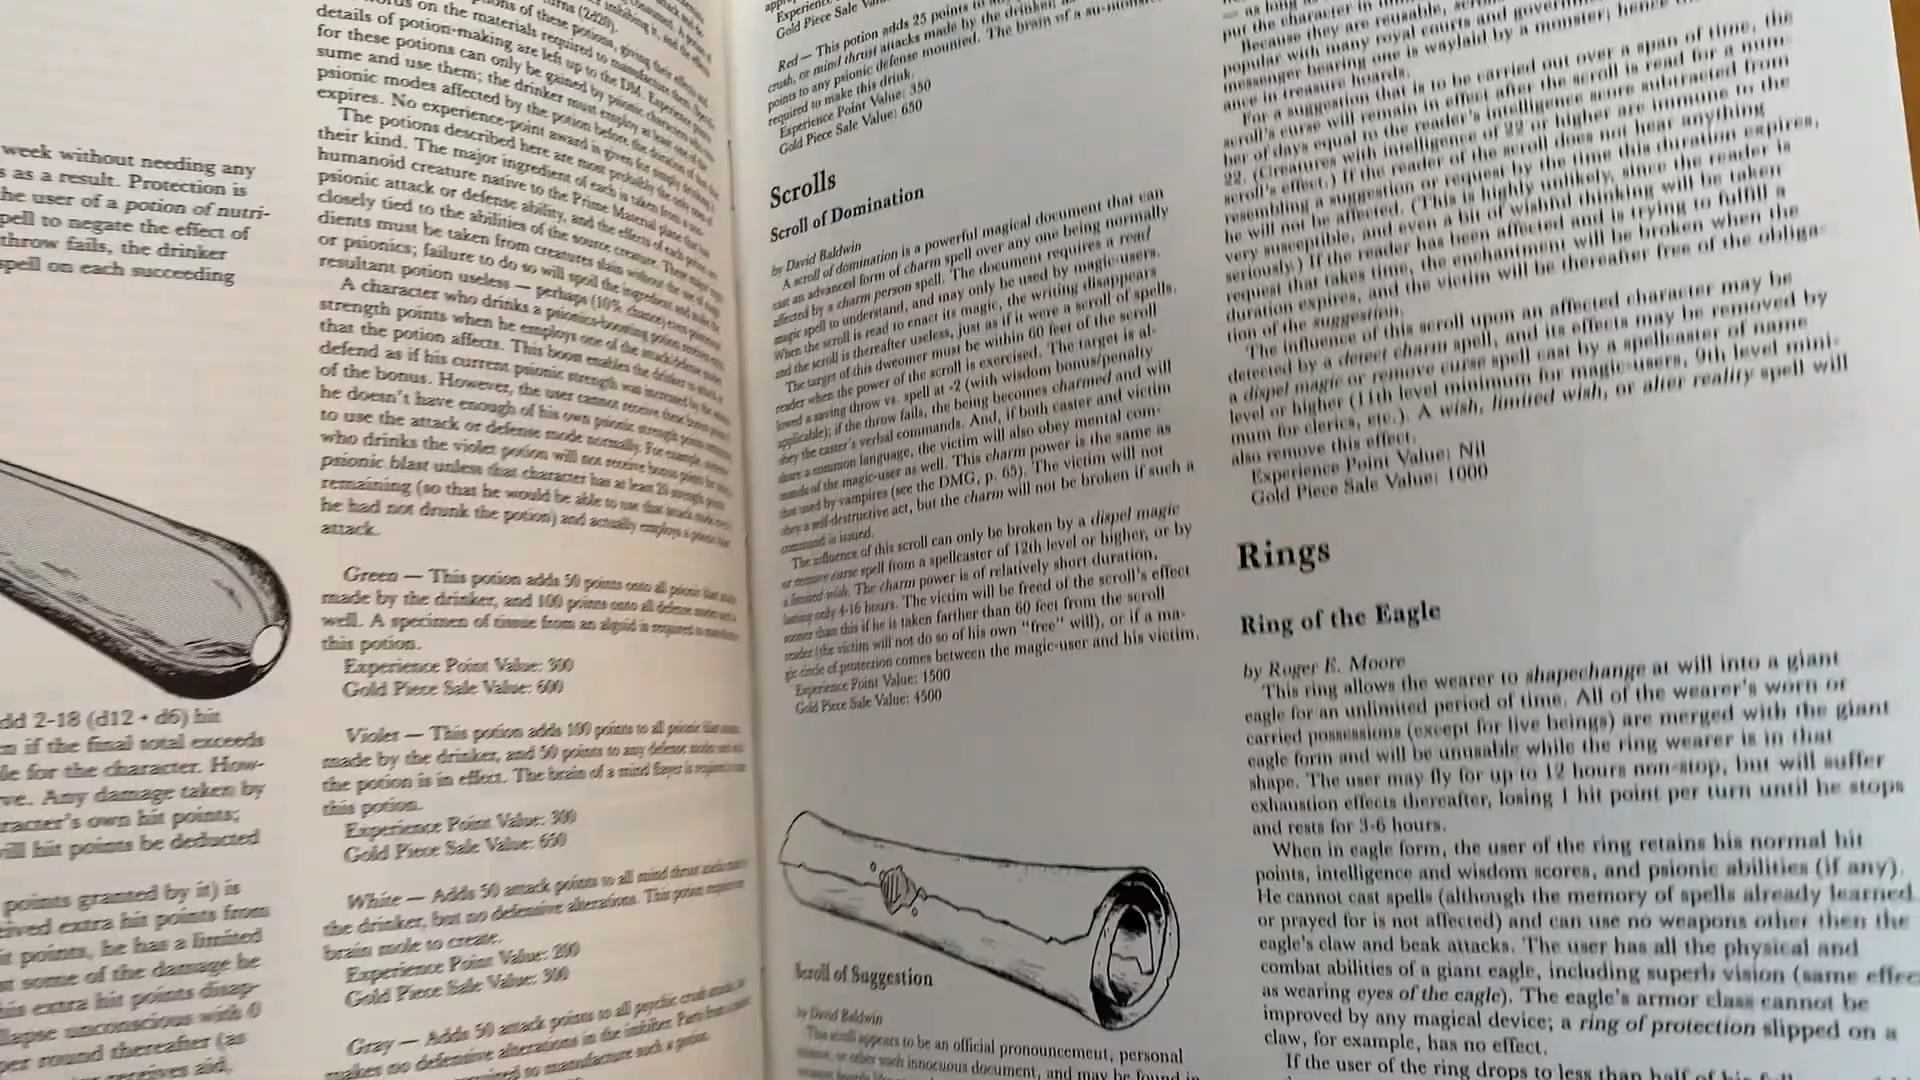 week without needing any
s as a result. Protection is
he user of a potion of nutri-
pell to negate the effect of
throw fails, the drinker
spell on each succeeding
dd 2-18 (d12 + d6) hit
n if the final total exceeds
le for the character. How-
ve. Any damage taken by
racter's own hit points;
ill hit points be deducted
points granted by it) is
eived extra hit points from
it points, he has a limited
st some of the damage he
his extra hit points disap-
llapse unconscious with 0
per round thereafter (as
receives aid,
of these potions, giving their effects and
on the materials required to manufacture them. Specific
details of potion-making are left up to the DM. Experience points
for these potions can only be gained by psionic characters who con-
sume and use them; the drinker must employ at least one of the
psionic modes affected by the potion before the duration of
expires. No experience-point award is given for simply drinking
The potions described here are most probably the only ones of
their kind. The major ingredient of each is taken from a non-
humanoid creature native to the Prime Material plane that has
psionic attack or defense ability, and the effects of each potion are
closely tied to the abilities of the source creature. These major ingre-
dients must be taken from creatures slain without the use of magic
or psionics; failure to do so will spoil the ingredient and make the
resultant potion useless — perhaps (10% chance) even poisonous.
A character who drinks a psionics-boosting potion
strength points when he employs one of the attack/defense modes
that the potion affects. This boost enables the drinker to attack or
defend as if his current psionic strength was increased by the amount
of the bonus. However, the user cannot receive these bonus points if
he doesn't have enough of his own psionic strength points remaining
to use the attack or defense mode normally. For example, someone
who drinks the violet potion will not receive bonus points for using
psionic blast unless that character has at least 20 strength points
remaining (so that he would be able to use that attack mode even if
he had not drunk the potion) and actually employs a psionic blast
attack.
Green — This potion adds 50 points onto all psionic
made by the drinker, and 100 points onto all defense modes used as
well. A specimen of tissue from an algoid is required to manufacture
this potion.
Experience Point Value: 300
Gold Piece Sale Value: 600
Violet — This potion adds 100 points to all psionic
made by the drinker, and 50 points to any defense mode used
the potion is in effect. The brain of a mind flayer is required
this potion.
Experience Point Value: 300
Gold Piece Sale Value: 650
White — Adds 50 attack points to all mind thrust
the drinker, but no defensive alterations. This potion requires
brain mole to create.
Experience Point Value: 200
Gold Piece Sale Value: 300
Gray — Adds 50 attack points to all psychic crush
makes no defensive alterations in the imbiber. Parts from
to manufacture such a potion.
Experience
Gold Piece Sale
Red — This potion adds 25 points to
crush, or mind thrust attacks made by the drinker
points to any psionic defense mounted. The brain of a su-monster
required to make this drink.
Experience Point Value: 350
Gold Piece Sale Value: 650
Scrolls
Scroll of Domination
by David Baldwin
A scroll of domination is a powerful magical document that can
cast an advanced form of charm spell over any one being normally
affected by a charm person spell. The document requires a read
magic spell to understand, and may only be used by magic-users.
When the scroll is read to enact its magic, the writing disappears
and the scroll is thereafter useless, just as if it were a scroll of spells.
The target of this dweomer must be within 60 feet of the scroll
reader when the power of the scroll is exercised. The target is al-
lowed a saving throw vs. spell at -2 (with wisdom bonus/penalty
applicable); if the throw fails, the being becomes charmed and will
obey the caster's verbal commands. And, if both caster and victim
share a common language, the victim will also obey mental com-
mands of the magic-user as well. This charm power is the same as
that used by vampires (see the DMG, p. 65). The victim will not
obey a self-destructive act, but the charm will not be broken if such a
command is issued.
The influence of this scroll can only be broken by a dispel magic
or remove curse spell from a spellcaster of 12th level or higher, or by
a limited wish. The charm power is of relatively short duration,
lasting only 4-16 hours. The victim will be freed of the scroll's effect
sooner than this if he is taken farther than 60 feet from the scroll
reader (the victim will not do so of his own "free" will), or if a ma-
gic circle of protection comes between the magic-user and his victim.
Experience Point Value: 1500
Gold Piece Sale Value: 4500
Scroll of Suggestion
by David Baldwin
This scroll appears to be an official pronouncement, personal
or other such innocuous document, and may be found in
— as long as
put the character in
Because they are reusable,
popular with many royal courts and
messenger bearing one is waylaid by a monster; hence
ance in treasure hoards.
For a suggestion that is to be carried out over a span of time, the
scroll's curse will remain in effect after the scroll is read for a num-
ber of days equal to the reader's intelligence score subtracted from
22. (Creatures with intelligence of 22 or higher are immune to the
scroll's effect.) If the reader of the scroll does not hear anything
resembling a suggestion or request by the time this duration expires,
he will not be affected. (This is highly unlikely, since the reader is
very susceptible, and even a bit of wishful thinking will be taken
seriously.) If the reader has been affected and is trying to fulfill a
request that takes time, the enchantment will be broken when the
duration expires, and the victim will be thereafter free of the obliga-
tion of the suggestion.
The influence of this scroll upon an affected character may be
detected by a detect charm spell, and its effects may be removed by
a dispel magic or remove curse spell cast by a spellcaster of name
level or higher (11th level minimum for magic-users, 9th level mini-
mum for clerics, etc.). A wish, limited wish, or alter reality spell will
also remove this effect.
Experience Point Value: Nil
Gold Piece Sale Value: 1000
Rings
Ring of the Eagle
by Roger E. Moore
This ring allows the wearer to shapechange at will into a giant
eagle for an unlimited period of time. All of the wearer's worn or
carried possessions (except for live beings) are merged with the giant
eagle form and will be unusable while the ring wearer is in that
shape. The user may fly for up to 12 hours non-stop, but will suffer
exhaustion effects thereafter, losing 1 hit point per turn until he stops
and rests for 3-6 hours.
When in eagle form, the user of the ring retains his normal hit
points, intelligence and wisdom scores, and psionic abilities (if any).
He cannot cast spells (although the memory of spells already learned
or prayed for is not affected) and can use no weapons other then the
eagle's claw and beak attacks. The user has all the physical and
combat abilities of a giant eagle, including superb vision (same effec
as wearing eyes of the eagle). The eagle's armor class cannot be
improved by any magical device; a ring of protection slipped on a
claw, for example, has no effect.
If the user of the ring drops to less than half of his full